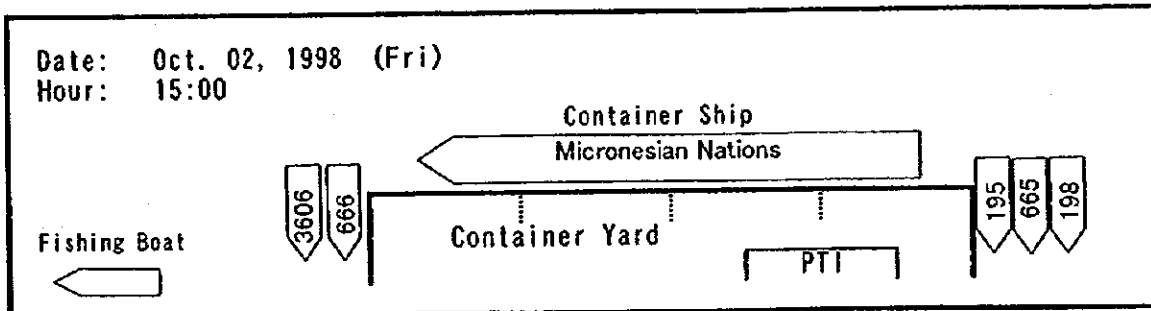 Date: Oct. 02, 1998 (Fri)
Hour: 15:00
Container Ship
Micronesian Nations
3606
666
195
665
198
Container Yard
Fishing Boat
PTI